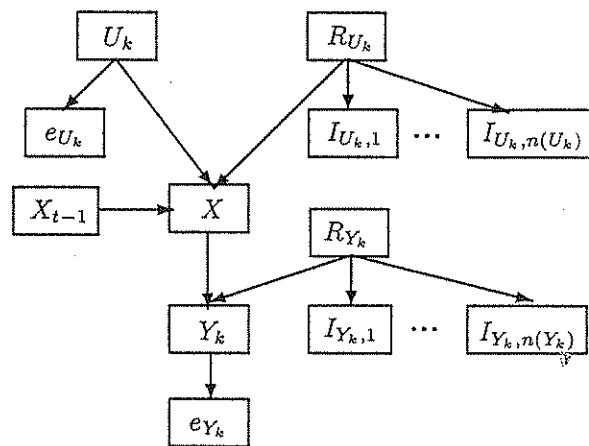 U_k R_{U_k}
e_{U_k} I_{U_k,1} ... I_{U_k,n(U_k)}
X_{t-1} X
R_{Y_k}
Y_k I_{Y_k,1} ... I_{Y_k,n(Y_k)}
e_{Y_k}